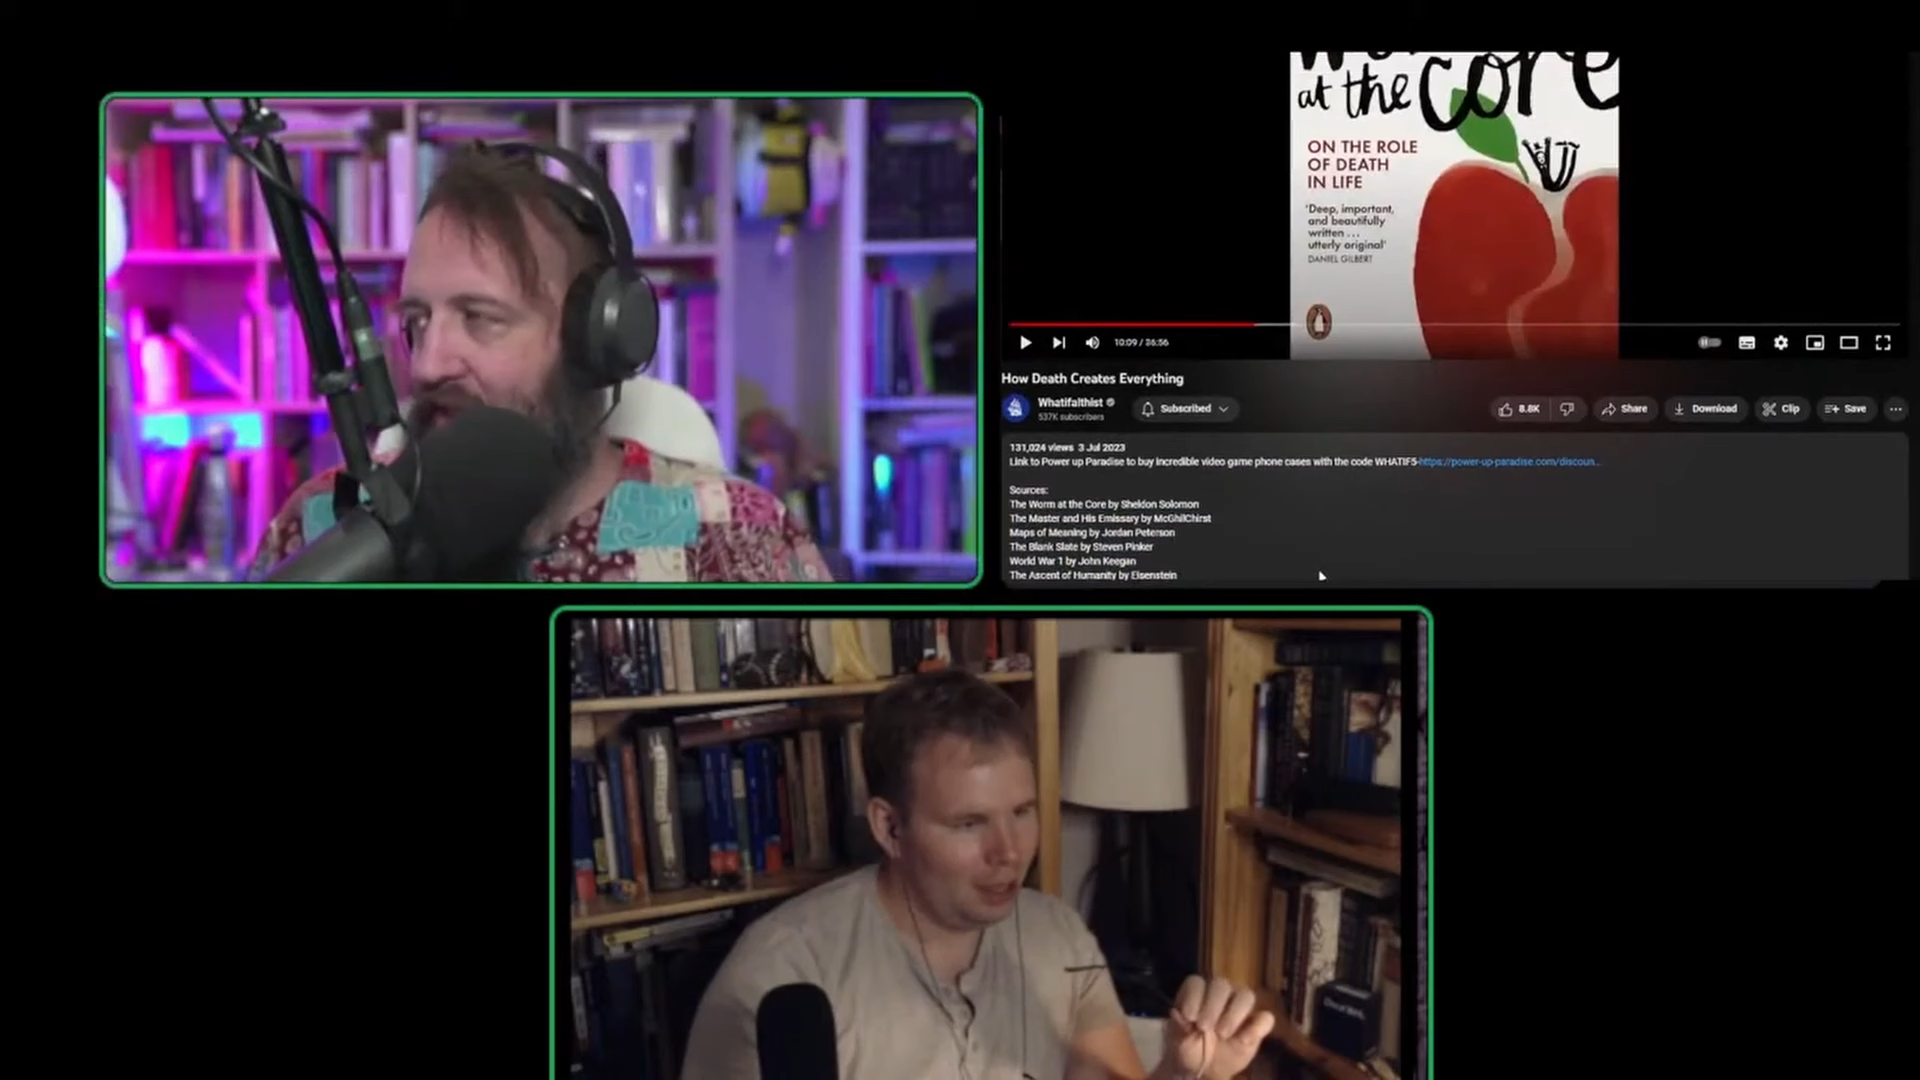 at the core
ON THE ROLE
OF DEATH
IN LIFE
'Deep, important,
and beautifully
written ...
utterly original'
DANIEL GILBERT
10:09 / 36:56
How Death Creates Everything
Whatifalthist
537K subscribers
Subscribed
8.8K
Share
Download
Clip
Save
131,024 views 3 Jul 2023
Link to Power up Paradise to buy incredible video game phone cases with the code WHATIF5-https://power-up-paradise.com/discoun...
Sources:
The Worm at the Core by Sheldon Solomon
The Master and His Emissary by McGhilChirst
Maps of Meaning by Jordan Peterson
The Blank Slate by Steven Pinker
World War 1 by John Keegan
The Ascent of Humanity by Eisenstein